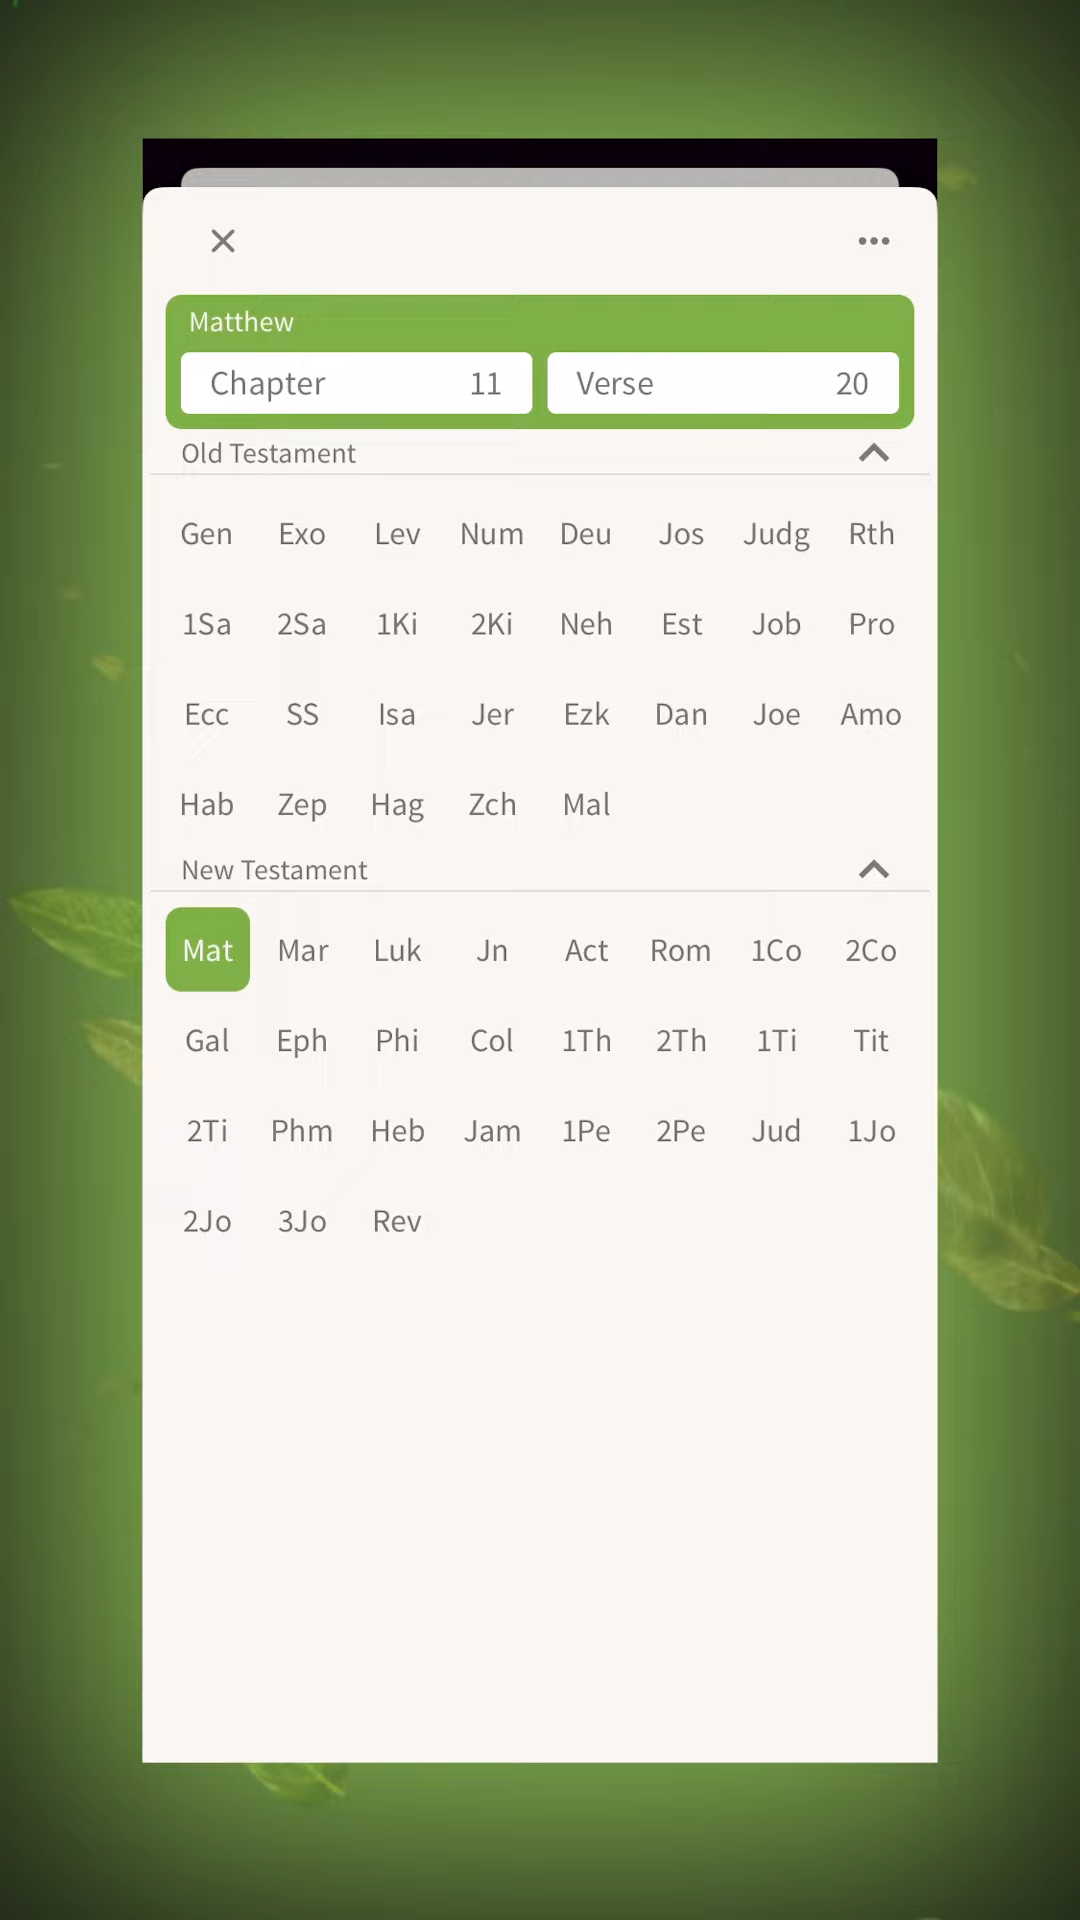 Matthew
Chapter 11 Verse 20
Old Testament
Gen Exo Lev Num Deu Jos Judg Rth
1Sa 2Sa 1Ki 2Ki Neh Est Job Pro
Ecc SS Isa Jer Ezk Dan Joe Amo
Hab Zep Hag Zch Mal
New Testament
Mat Mar Luk Jn Act Rom 1Co 2Co
Gal Eph Phi Col 1Th 2Th 1Ti Tit
2Ti Phm Heb Jam 1Pe 2Pe Jud 1Jo
2Jo 3Jo Rev